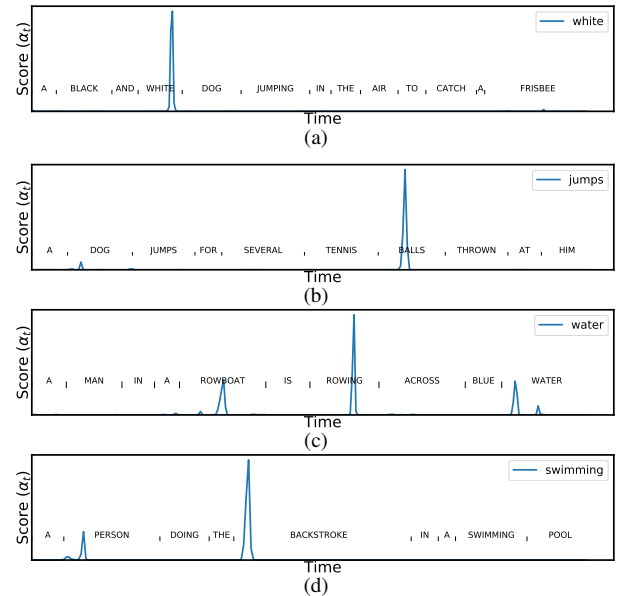 Score (αt)
white
A BLACK AND WHITE DOG JUMPING IN THE AIR TO CATCH A FRISBEE
Time
(a)
Score (αt)
jumps
A DOG JUMPS FOR SEVERAL TENNIS BALLS THROWN AT HIM
Time
(b)
Score (αt)
water
A MAN IN A ROWBOAT IS ROWING ACROSS BLUE WATER
Time
(c)
Score (αt)
swimming
A PERSON DOING THE BACKSTROKE IN A SWIMMING POOL
Time
(d)